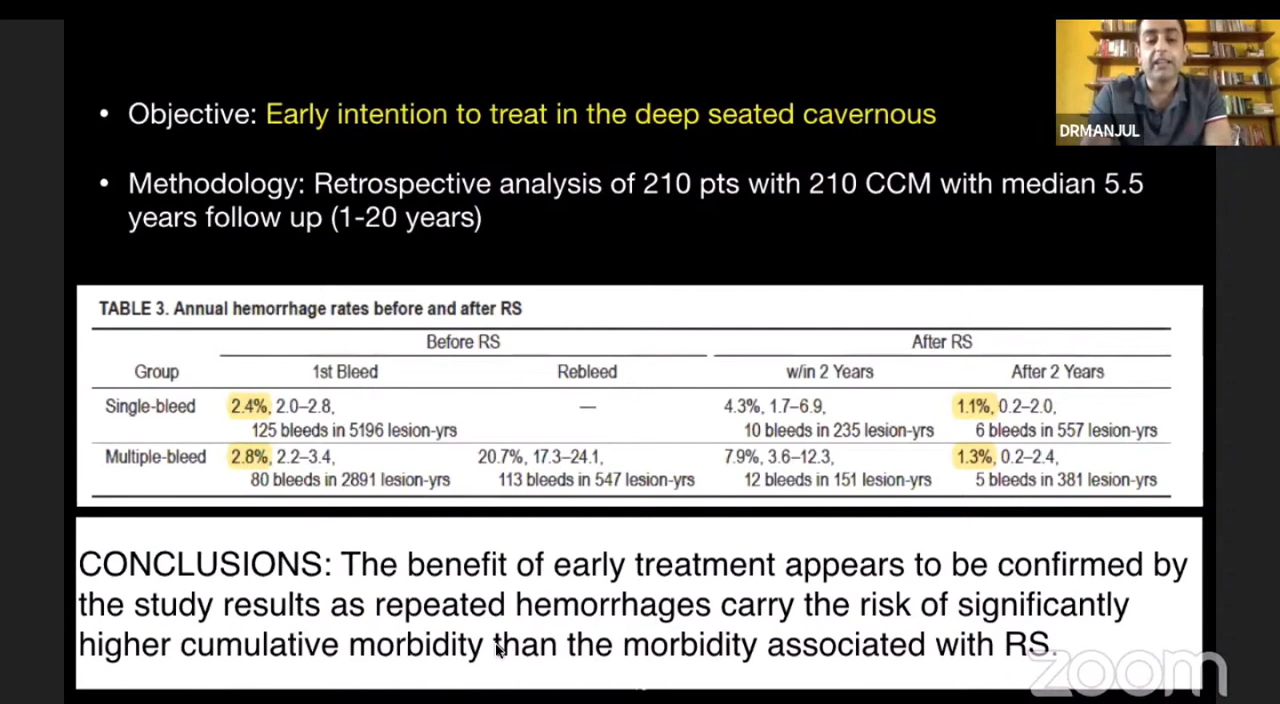 DRMANJUL
• Objective: Early intention to treat in the deep seated cavernous
• Methodology: Retrospective analysis of 210 pts with 210 CCM with median 5.5
years follow up (1-20 years)
TABLE 3. Annual hemorrhage rates before and after RS
Before RS After RS
Group 1st Bleed Rebleed w/in 2 Years After 2 Years
Single-bleed 2.4%, 2.0–2.8, — 4.3%, 1.7–6.9, 1.1%, 0.2–2.0,
125 bleeds in 5196 lesion-yrs 10 bleeds in 235 lesion-yrs 6 bleeds in 557 lesion-yrs
Multiple-bleed 2.8%, 2.2–3.4, 20.7%, 17.3–24.1, 7.9%, 3.6–12.3, 1.3%, 0.2–2.4,
80 bleeds in 2891 lesion-yrs 113 bleeds in 547 lesion-yrs 12 bleeds in 151 lesion-yrs 5 bleeds in 381 lesion-yrs
CONCLUSIONS: The benefit of early treatment appears to be confirmed by
the study results as repeated hemorrhages carry the risk of significantly
higher cumulative morbidity than the morbidity associated with RS.
zoom